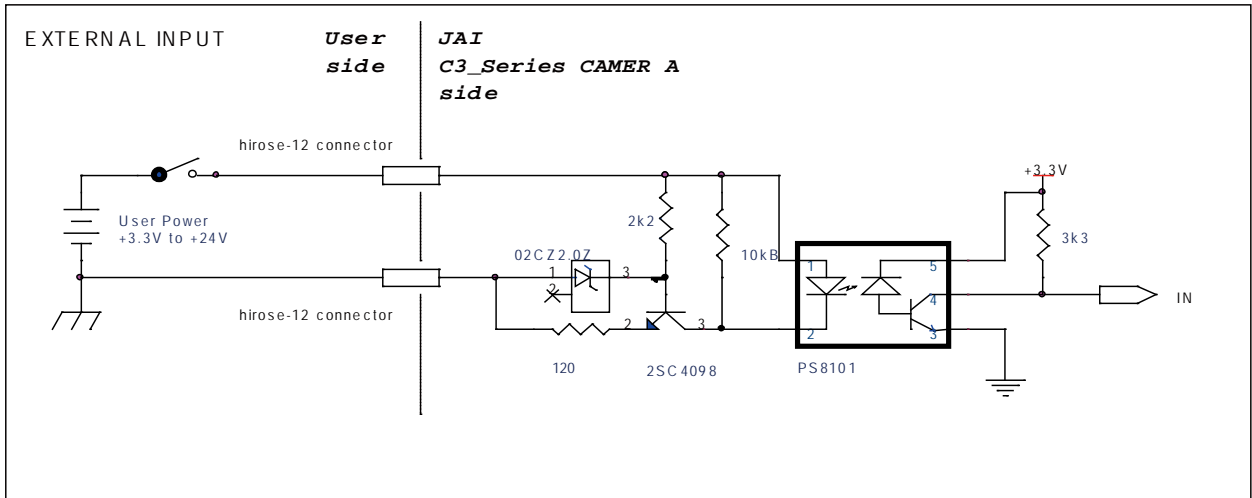 EXTERNAL INPUT
User
side
JAI
C3_Series CAMER A
side
hirose-12 connector
+3.3V
User Power
+3.3V to +24V
2k2
10kB
3k3
02CZ2.0Z
1
2
3
1
5
4
IN
hirose-12 connector
2
3
2
3
120
2SC4098
PS8101